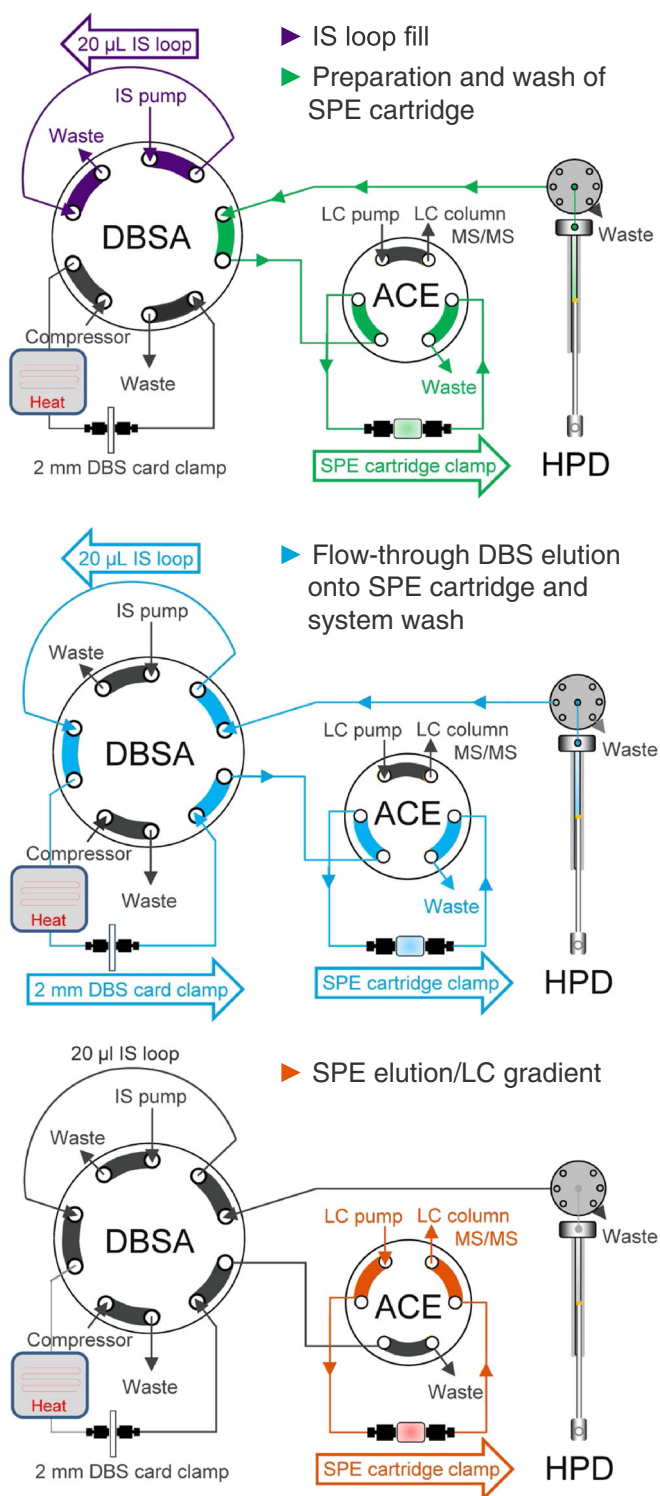 20 µL IS loop
► IS loop fill
► Preparation and wash of
SPE cartridge
IS pump
Waste
DBSA
LC pump
LC column
MS/MS
Waste
ACE
Compressor
Waste
Waste
Heat
2 mm DBS card clamp
SPE cartridge clamp
HPD
20 µL IS loop
► Flow-through DBS elution
onto SPE cartridge and
system wash
IS pump
Waste
DBSA
LC pump
LC column
MS/MS
Waste
ACE
Compressor
Waste
Waste
Heat
2 mm DBS card clamp
SPE cartridge clamp
HPD
20 µl IS loop
► SPE elution/LC gradient
IS pump
Waste
DBSA
LC pump
LC column
MS/MS
Waste
ACE
Compressor
Waste
Waste
Heat
2 mm DBS card clamp
SPE cartridge clamp
HPD